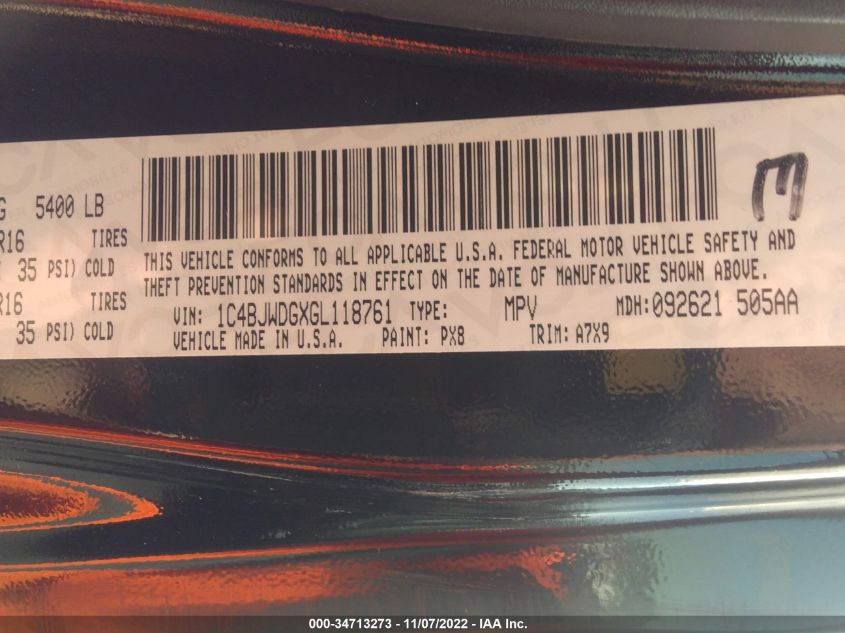 G 5400 LB
R16 TIRES
35 PSI) COLD
R16 TIRES
35 PSI) COLD
THIS VEHICLE CONFORMS TO ALL APPLICABLE U.S.A. FEDERAL MOTOR VEHICLE SAFETY AND
THEFT PREVENTION STANDARDS IN EFFECT ON THE DATE OF MANUFACTURE SHOWN ABOVE.
VIN: 1C4BJWDGXGL118761 TYPE: MPV MDH:092621 505AA
VEHICLE MADE IN U.S.A. PAINT: PX8 TRIM: A7X9
M
000-34713273 - 11/07/2022 - IAA Inc.